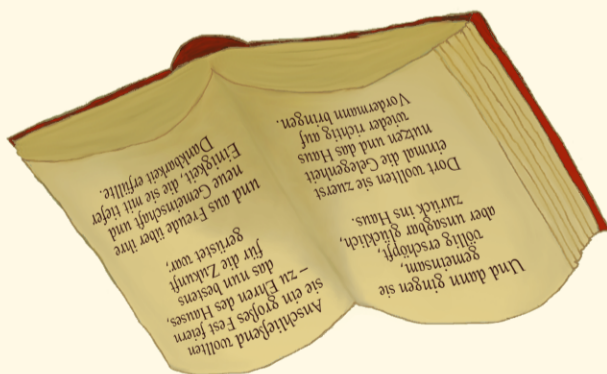 Und dann gingen sie
gemeinsam,
völlig erschöpft,
aber unsagbar glücklich,
zurück ins Haus.
Dort wollten sie zuerst
einmal die Gelegenheit
nutzen und das Haus
wieder richtig auf
Vordermann bringen.
Anschließend wollten
sie ein großes Fest feiern
– zu Ehren des Hauses,
das nun bestens
für die Zukunft
gerüstet war,
und aus Freude über ihre
neue Gemeinschaft und
Einigkeit, die sie mit tiefer
Dankbarkeit erfüllte.